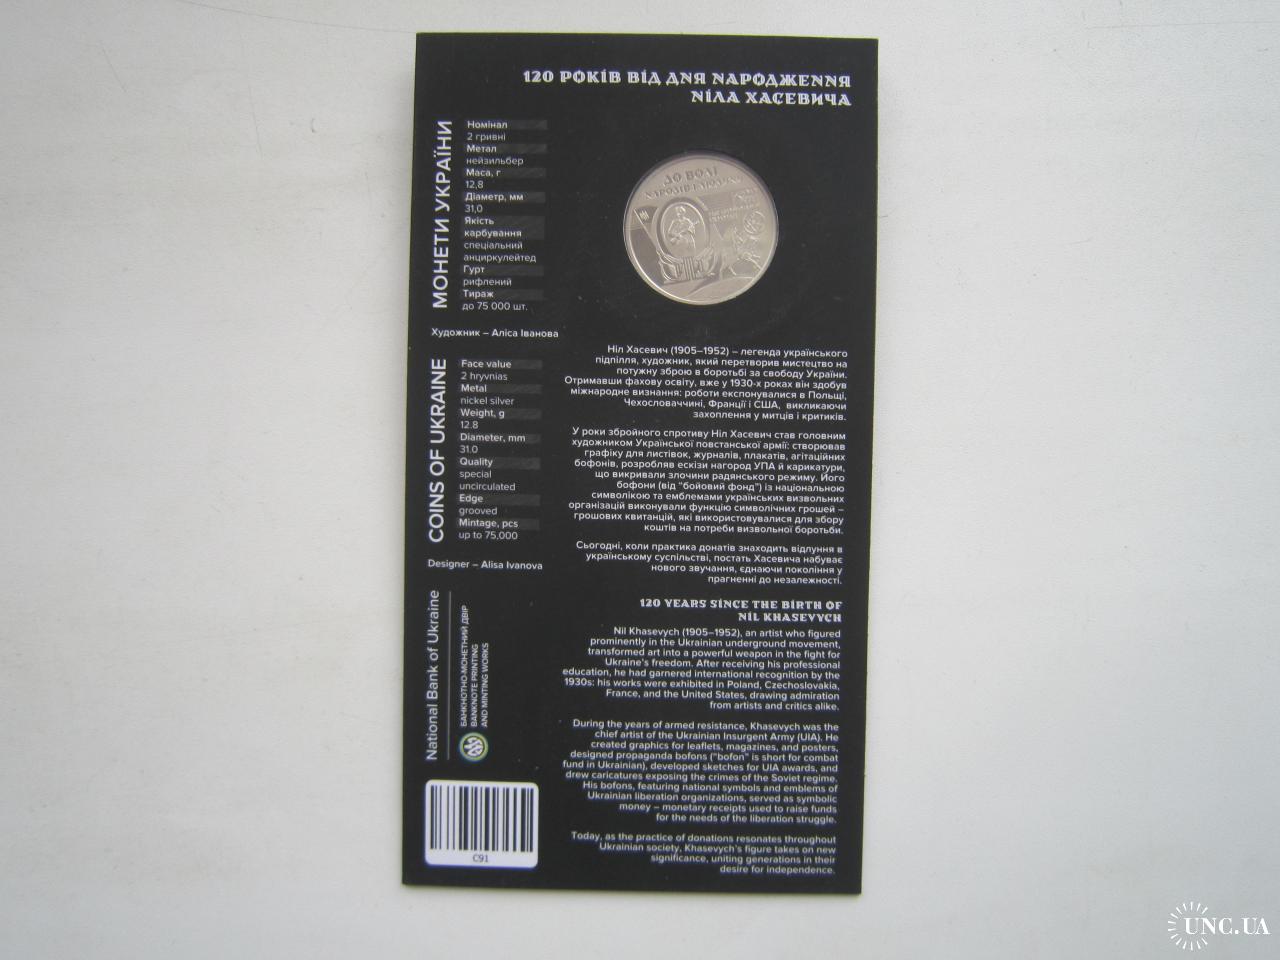 120 РОКІВ ВІД ДНЯ НАРОДЖЕННЯ
НІЛА ХАСЕВИЧА
МОНЕТИ УКРАЇНИ
Номінал
2 гривні
Метал
нейзильбер
Маса, г
12,8
Діаметр, мм
31,0
Якість
карбування
спеціальний
анциркулейтед
Гурт
рифлений
Тираж
до 75 000 шт.
Художник – Аліса Іванова
ДО ВОЛІ
НАРОДІВ І ЛЮДИНИ
COINS OF UKRAINE
Face value
2 hryvnias
Metal
nickel silver
Weight, g
12.8
Diameter, mm
31.0
Quality
special
uncirculated
Edge
grooved
Mintage, pcs
up to 75,000
Designer – Alisa Ivanova
Ніл Хасевич (1905–1952) – легенда українського
підпілля, художник, який перетворив мистецтво на
потужну зброю в боротьбі за свободу України.
Отримавши фахову освіту, вже у 1930-х роках він здобув
міжнародне визнання: роботи експонувалися в Польщі,
Чехословаччині, Франції і США, викликаючи
захоплення у митців і критиків.
У роки збройного спротиву Ніл Хасевич став головним
художником Української повстанської армії: створював
графіку для листівок, журналів, плакатів, агітаційних
бофонів, розробляв ескізи нагород УПА й карикатури,
що викривали злочини радянського режиму. Його
бофони (від “бойовий фонд”) із національною
символікою та емблемами українських визвольних
організацій виконували функцію символічних грошей –
грошових квитанцій, які використовувалися для збору
коштів на потреби визвольної боротьби.
Сьогодні, коли практика донатів знаходить відлуння в
українському суспільстві, постать Хасевича набуває
нового звучання, єднаючи покоління у
прагненні до незалежності.
120 YEARS SINCE THE BIRTH OF
NIL KHASEVYCH
Nil Khasevych (1905–1952), an artist who figured
prominently in the Ukrainian underground movement,
transformed art into a powerful weapon in the fight for
Ukraine's freedom. After receiving his professional
education, he had garnered international recognition by the
1930s: his works were exhibited in Poland, Czechoslovakia,
France, and the United States, drawing admiration
from artists and critics alike.
During the years of armed resistance, Khasevych was the
chief artist of the Ukrainian Insurgent Army (UIA). He
created graphics for leaflets, magazines, and posters,
designed propaganda bofons ("bofon" is short for combat
fund in Ukrainian), developed sketches for UIA awards, and
drew caricatures exposing the crimes of the Soviet regime.
His bofons, featuring national symbols and emblems of
Ukrainian liberation organizations, served as symbolic
money – monetary receipts used to raise funds
for the needs of the liberation struggle.
Today, as the practice of donations resonates throughout
Ukrainian society, Khasevych's figure takes on new
significance, uniting generations in their
desire for independence.
National Bank of Ukraine
БАНКНОТНО-МОНЕТНИЙ ДВІР
BANKNOTE PRINTING
AND MINTING WORKS
C91
UNC.UA